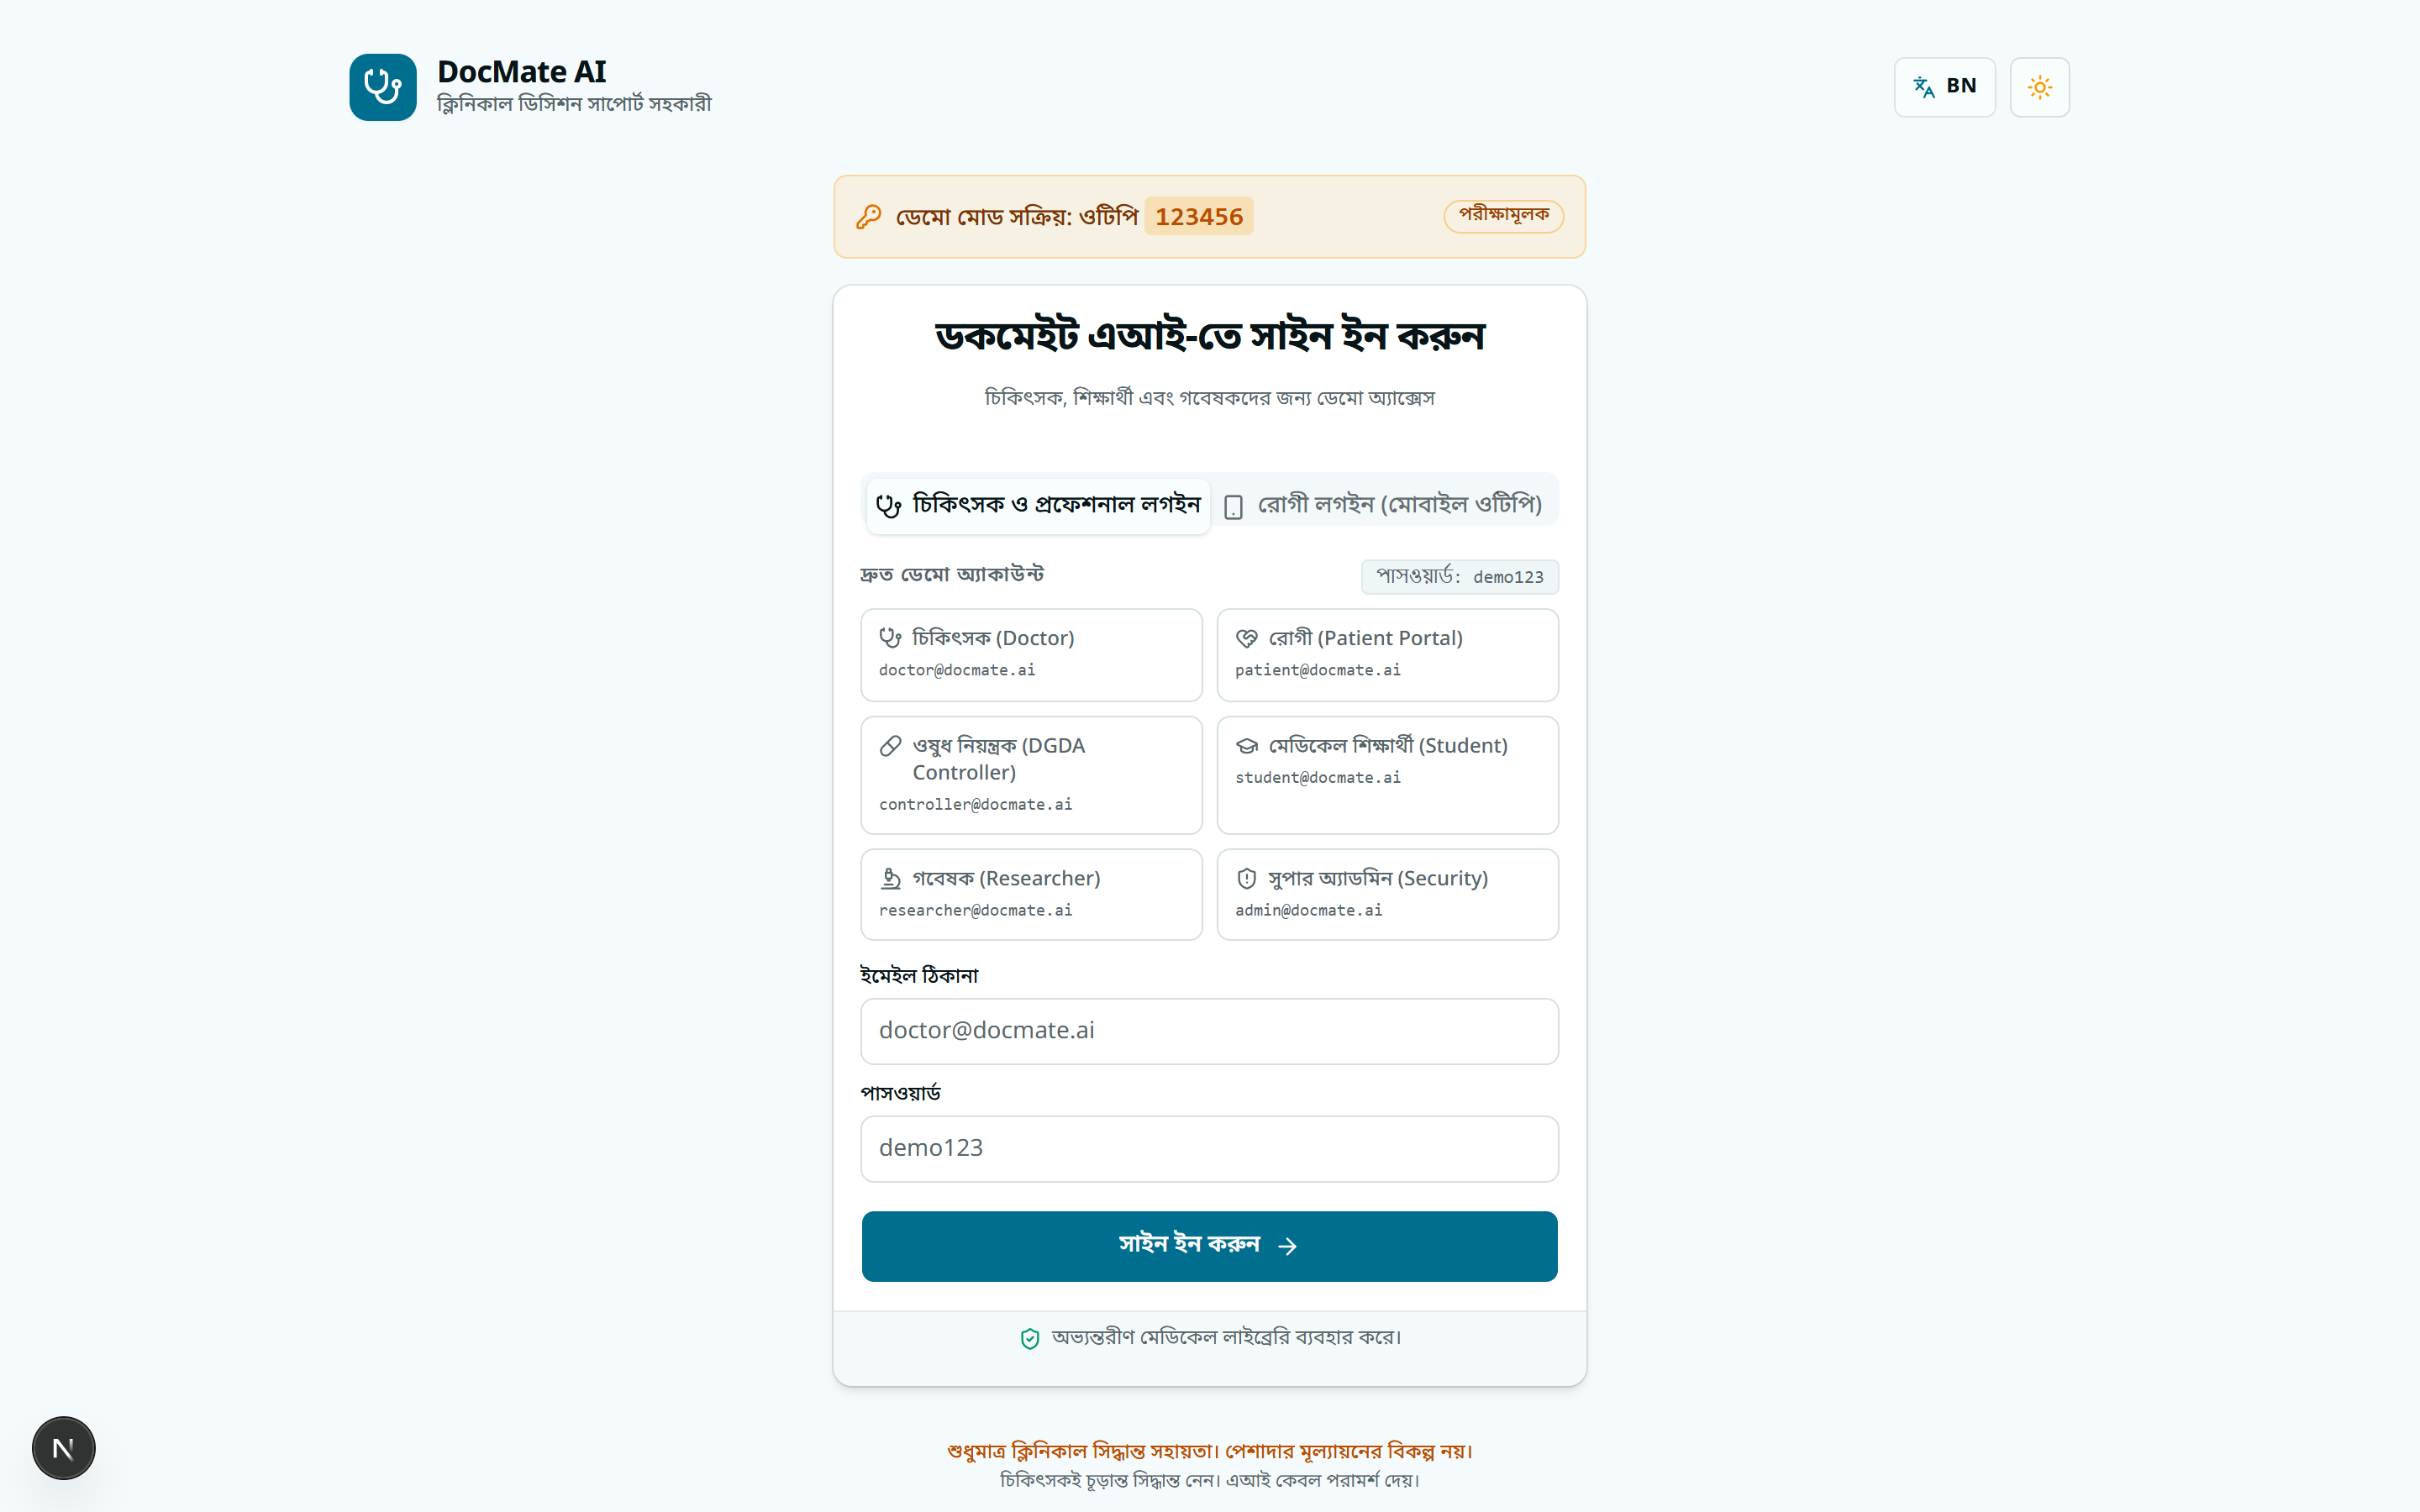 DocMate AI
ক্লিনিকাল ডিসিশন সাপোর্ট সহকারী
BN
ডেমো মোড সক্রিয়: ওটিপি 123456
পরীক্ষামূলক
ডকমেইট এআই-তে সাইন ইন করুন
চিকিৎসক, শিক্ষার্থী এবং গবেষকদের জন্য ডেমো অ্যাক্সেস
চিকিৎসক ও প্রফেশনাল লগইন
রোগী লগইন (মোবাইল ওটিপি)
দ্রুত ডেমো অ্যাকাউন্ট
পাসওয়ার্ড: demo123
চিকিৎসক (Doctor)
doctor@docmate.ai
রোগী (Patient Portal)
patient@docmate.ai
ওষুধ নিয়ন্ত্রক (DGDA
Controller)
controller@docmate.ai
মেডিকেল শিক্ষার্থী (Student)
student@docmate.ai
গবেষক (Researcher)
researcher@docmate.ai
সুপার অ্যাডমিন (Security)
admin@docmate.ai
ইমেইল ঠিকানা
doctor@docmate.ai
পাসওয়ার্ড
demo123
সাইন ইন করুন
অভ্যন্তরীণ মেডিকেল লাইব্রেরি ব্যবহার করে।
N
শুধুমাত্র ক্লিনিকাল সিদ্ধান্ত সহায়তা। পেশাদার মূল্যায়নের বিকল্প নয়।
চিকিৎসকই চূড়ান্ত সিদ্ধান্ত নেন। এআই কেবল পরামর্শ দেয়।